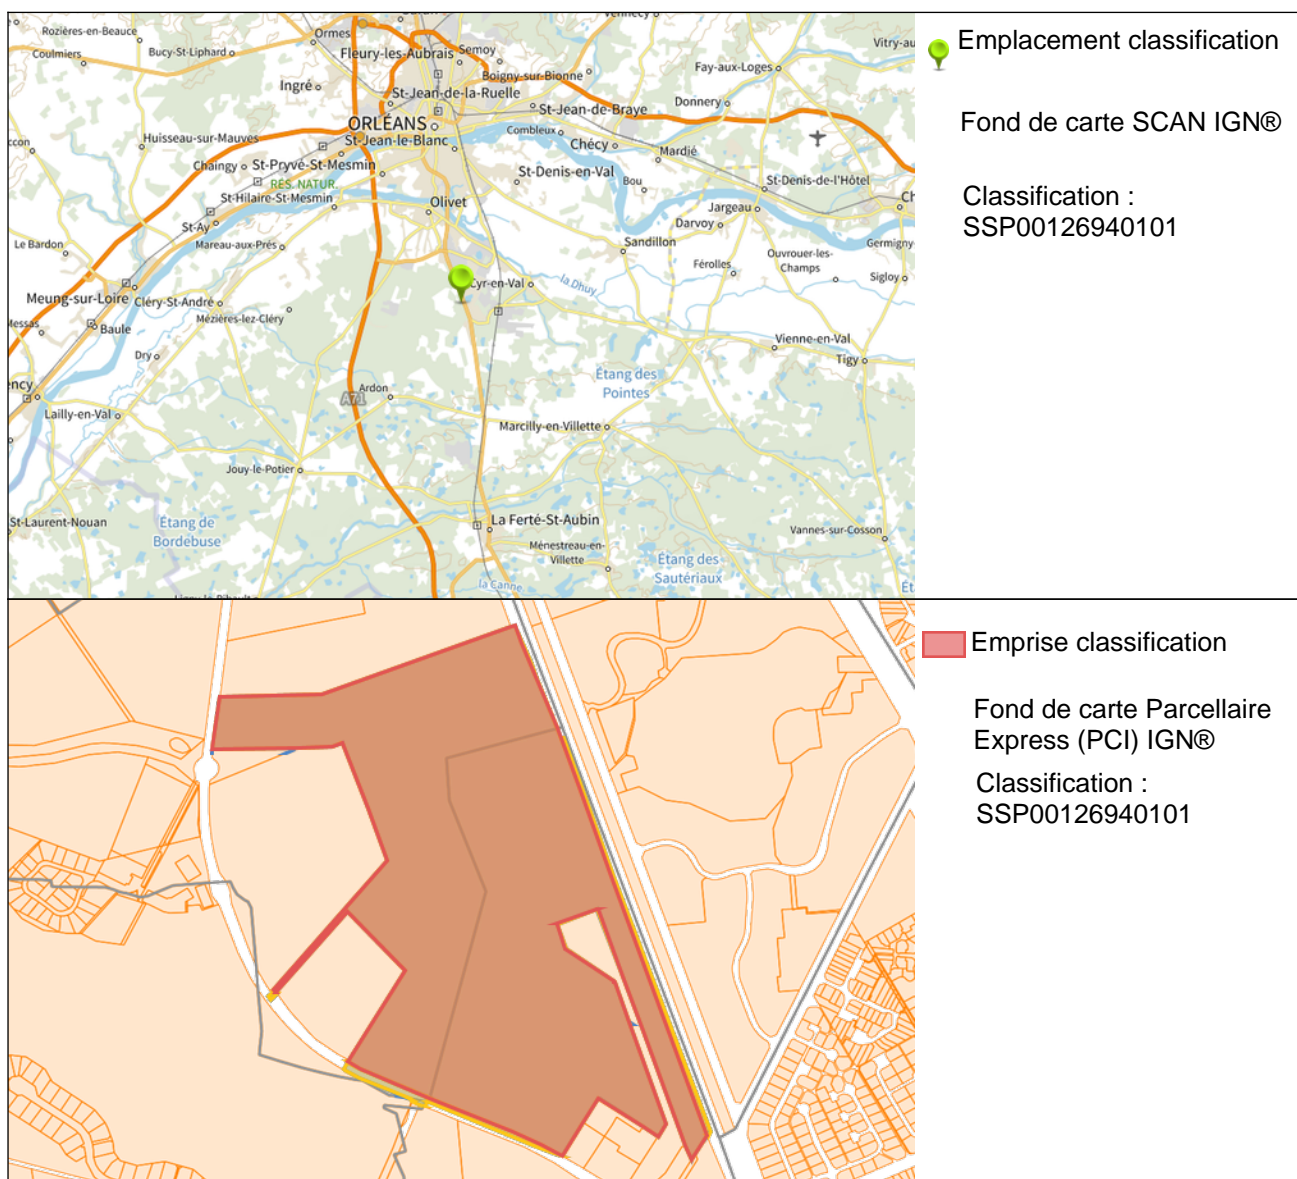 Rozières-en-Beauce
Ormes
Vitry-au
Coulmiers
Bucy-St-Liphard
Fleury-les-Aubrais
Semoy
Boigny-sur-Bionne
Fay-aux-Loges
Ingré
St-Jean-de-la-Ruelle
St-Jean-de-Braye
Donnery
ORLÉANS
Huisseau-sur-Mauves
St-Jean-le-Blanc
Combleux
Chécy
Mardié
ccon
Chaingy
St-Pryvé-St-Mesmin
St-Denis-en-Val
Bou
St-Denis-de-l'Hôtel
RÉS. NATUR.
St-Hilaire-St-Mesmin
Olivet
Jargeau
Ch
St-Ay
Darvoy
Le Bardon
Mareau-aux-Prés
Sandillon
Germigny-
Férolles
Ouvrouer-les-
Champs
Sigloy
Cyr-en-Val
la Dhuy
Meung-sur-Loire
Cléry-St-André
Mézières-lez-Cléry
Messas
Baule
Vienne-en-Val
Dry
Tigy
ency
Étang des
Pointes
Ardon
A71
Lailly-en-Val
Marcilly-en-Villette
Jouy-le-Potier
St-Laurent-Nouan
Étang de
Bordebuse
La Ferté-St-Aubin
Vannes-sur-Cosson
Ménestreau-en-
Villette
Étang des
Sautériaux
la Canne
Ét
Emplacement classification
Fond de carte SCAN IGN®
Classification :
SSP00126940101
Emprise classification
Fond de carte Parcellaire
Express (PCI) IGN®
Classification :
SSP00126940101